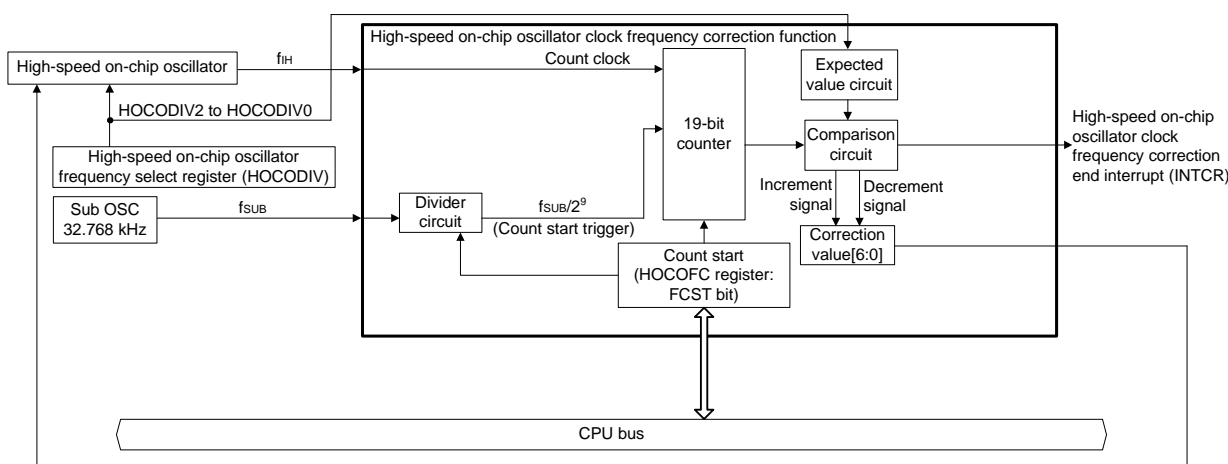 High-speed on-chip oscillator clock frequency correction function
High-speed on-chip oscillator
fIH
Count clock
HOCODIV2 to HOCODIV0
High-speed on-chip oscillator
frequency select register (HOCODIV)
Sub OSC
32.768 kHz
fSUB
Divider
circuit
fSUB/2⁹
(Count start trigger)
19-bit
counter
Count start
(HOCOFC register:
FCST bit)
Expected
value circuit
Comparison
circuit
Increment
signal
Decrement
signal
Correction
value[6:0]
High-speed on-chip
oscillator clock
frequency correction
end interrupt (INTCR)
CPU bus